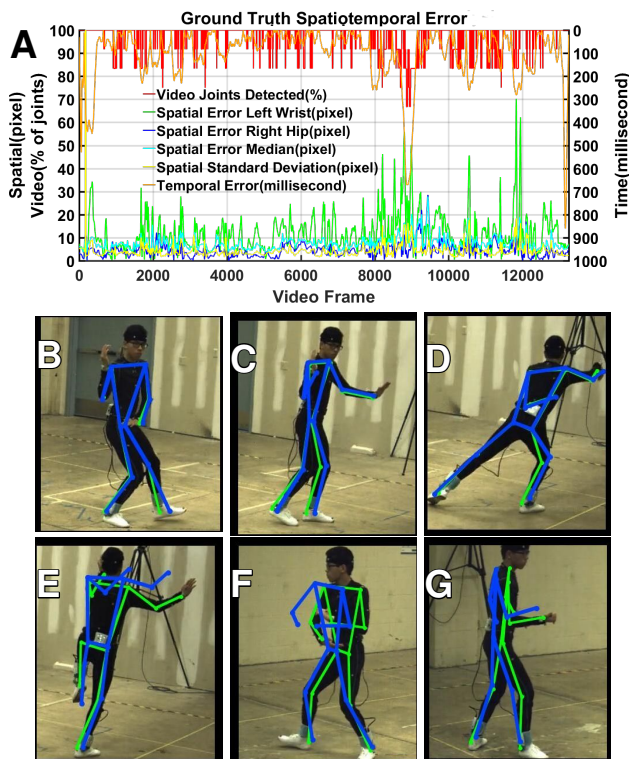 Ground Truth Spatiotemporal Error
A
Spatial(pixel)
Video(% of joints)
100
90
80
70
60
50
40
30
20
10
0
Video Joints Detected(%)
Spatial Error Left Wrist(pixel)
Spatial Error Right Hip(pixel)
Spatial Error Median(pixel)
Spatial Standard Deviation(pixel)
Temporal Error(millisecond)
0
100
200
300
400
500
600
700
800
900
1000
Time(millisecond)
0 2000 4000 6000 8000 10000 12000
Video Frame
B C D
E F G